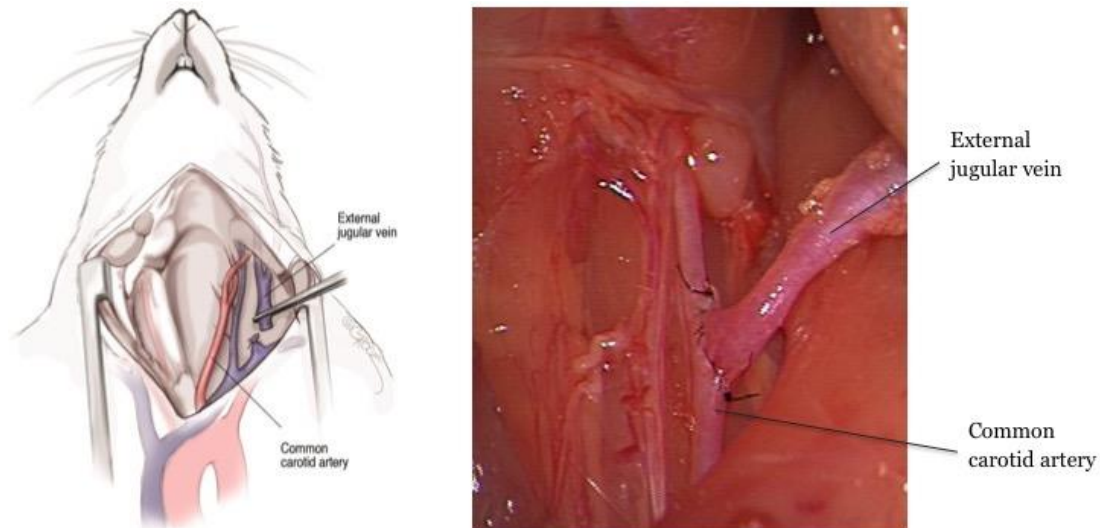 External
jugular vein
Common
carotid artery
External
jugular vein
Common
carotid artery